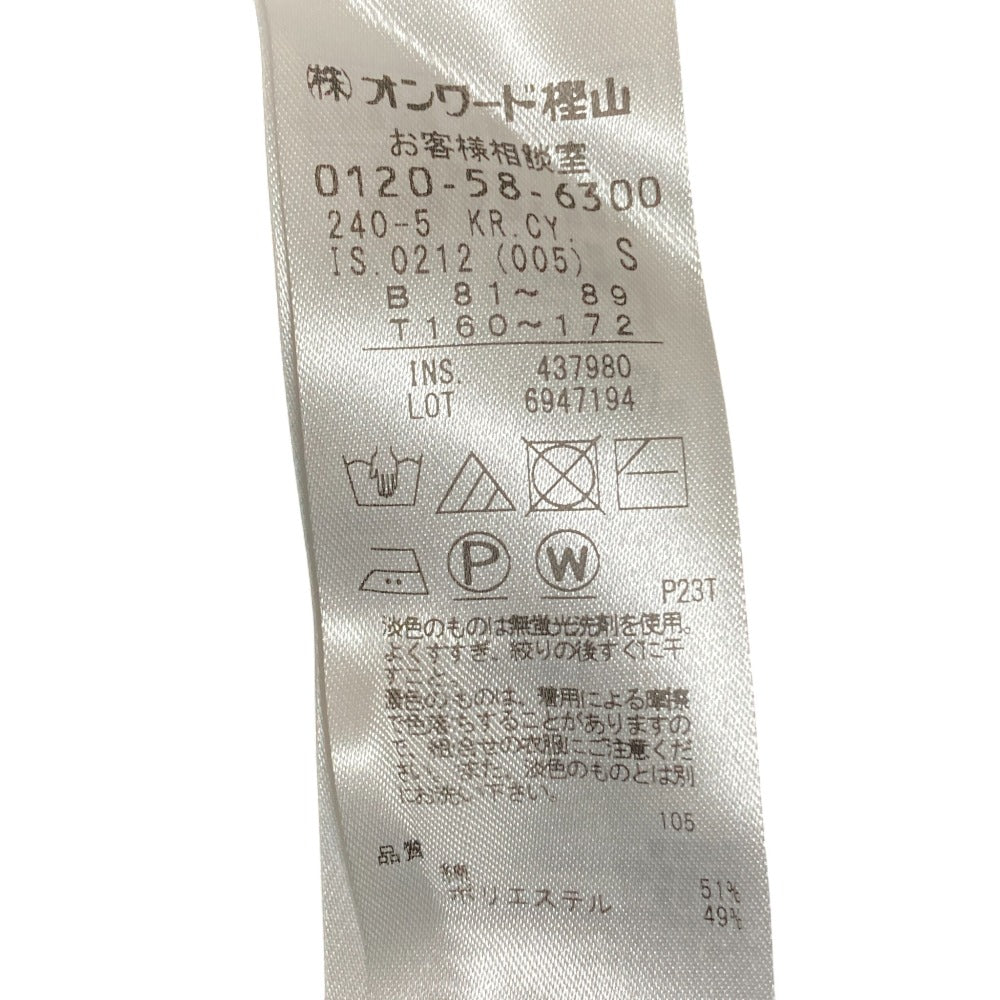 ㈱オンワード樫山
お客様相談室
0120-58-6300
240-5 KR.CY.
IS.0212 (005) S
B 81～ 89
T160～172
INS. 437980
LOT 6947194
P
W
P23T
淡色のものは無蛍光洗剤を使用。
よくすすぎ、絞りの後すぐに干
すこと。
濃色のものは、着用による摩擦
で色落ちすることがありますの
で、組合せの衣服にご注意くだ
さい。また、淡色のものとは別
にお洗い下さい。
105
品質
綿 51%
ポリエステル 49%